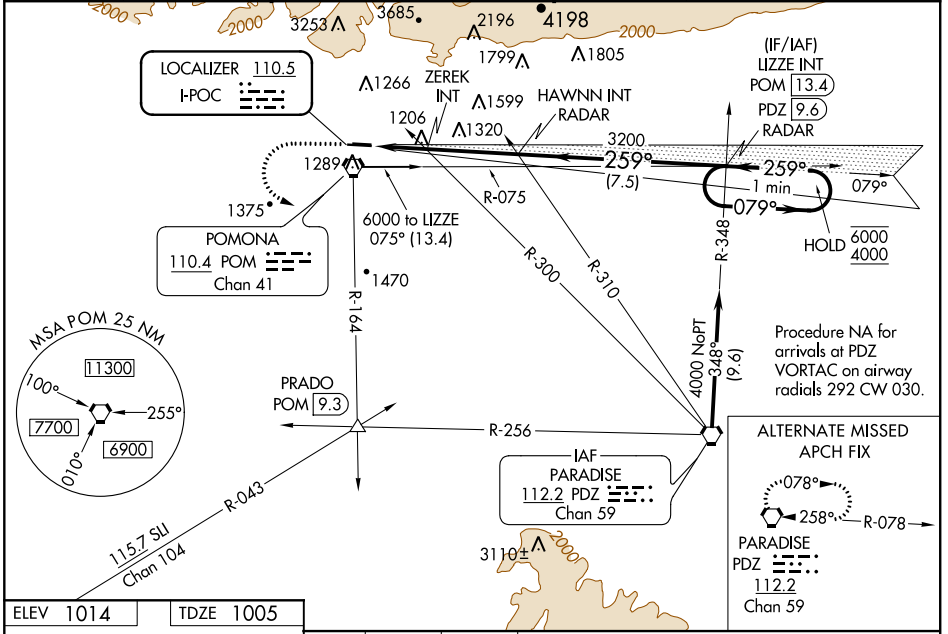 2000
3253
3685
2196
4198
2000
1799
1805
LOCALIZER 110.5
I-POC
1266
ZEREK
INT
1599
HAWNN INT
RADAR
(IF/IAF)
LIZZE INT
POM 13.4
PDZ 9.6
RADAR
1206
1320
3200
259°
(7.5)
259°
1 min
079°
079°
1289
R-075
1375
6000 to LIZZE
075° (13.4)
HOLD 6000
4000
POMONA
110.4 POM
Chan 41
1470
R-164
R-300
R-310
R-348
4000 NoPT
348°
(9.6)
MSA POM 25 NM
11300
100°
255°
7700
6900
010°
PRADO
POM 9.3
R-256
Procedure NA for
arrivals at PDZ
VORTAC on airway
radials 292 CW 030.
IAF
PARADISE
112.2 PDZ
Chan 59
R-043
115.7 SLI
Chan 104
3110±
2000
ALTERNATE MISSED
APCH FIX
078°
258°
R-078
PARADISE
PDZ
112.2
Chan 59
ELEV 1014
TDZE 1005